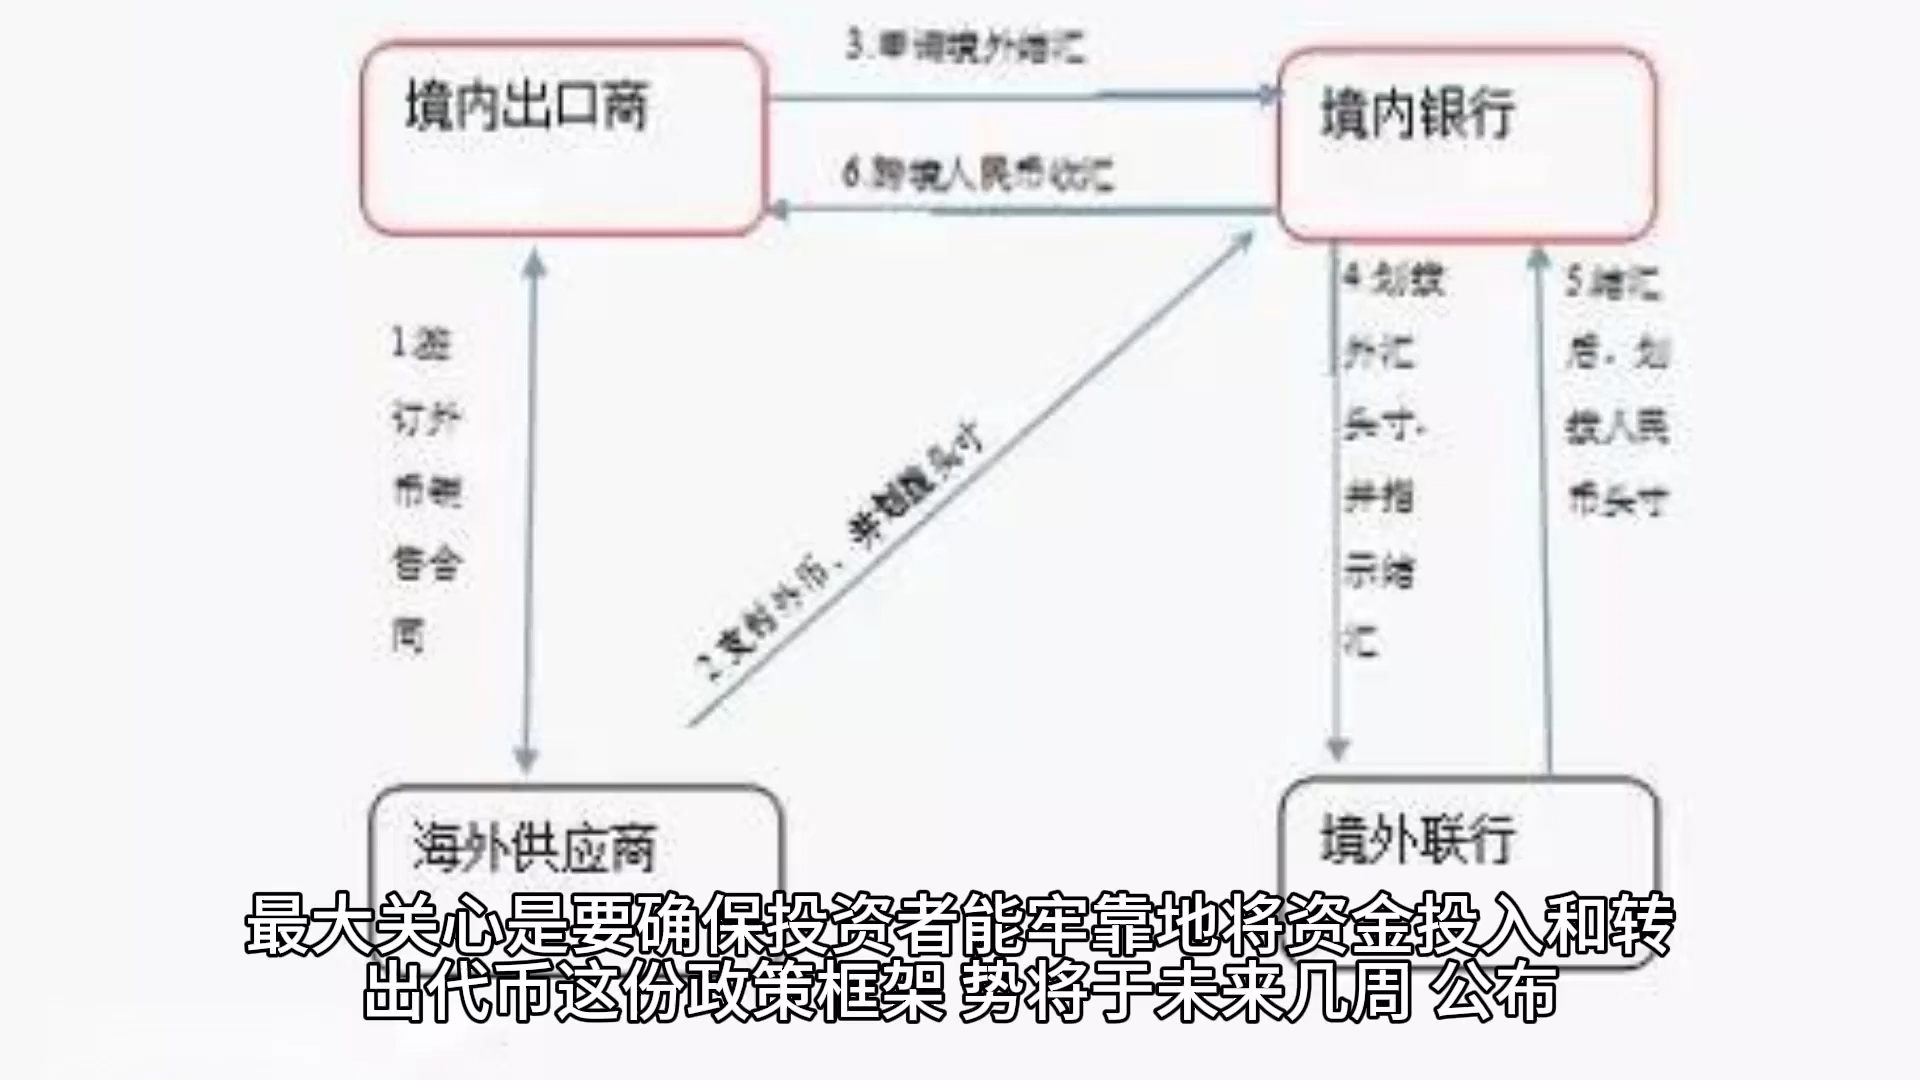 3.申请境外结汇
境内出口商
境内银行
6.跨境人民币收汇
1签
订外
币销
售合
同
2.支付外币、并划拨头寸
4.划拨
外汇
头寸,
并指
示结
汇
5.结汇
后,划
拨人民
币头寸
海外供应商
境外联行
最大关心是要确保投资者能牢靠地将资金投入和转
出代币这份政策框架 势将于未来几周 公布